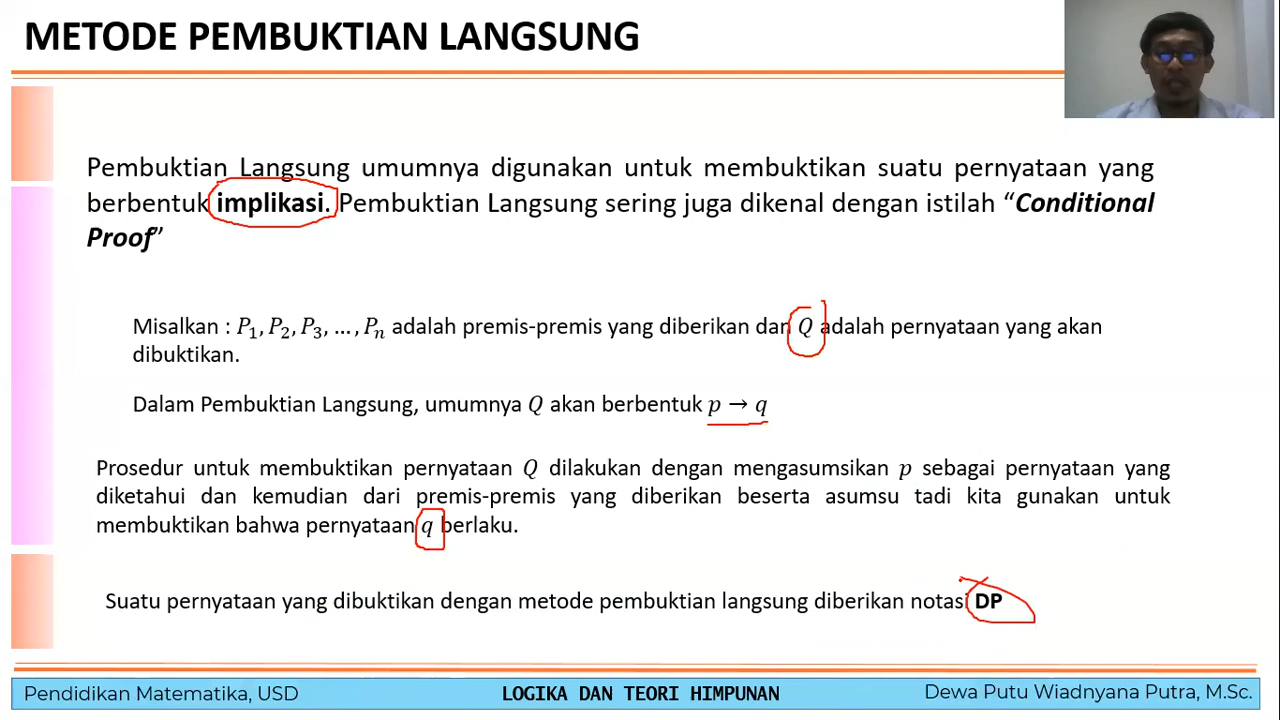 METODE PEMBUKTIAN LANGSUNG
Pembuktian Langsung umumnya digunakan untuk membuktikan suatu pernyataan yang
berbentuk implikasi. Pembuktian Langsung sering juga dikenal dengan istilah “Conditional
Proof”
Misalkan : P₁, P₂, P₃, …, Pₙ adalah premis-premis yang diberikan dan Q adalah pernyataan yang akan
dibuktikan.
Dalam Pembuktian Langsung, umumnya Q akan berbentuk p → q
Prosedur untuk membuktikan pernyataan Q dilakukan dengan mengasumsikan p sebagai pernyataan yang
diketahui dan kemudian dari premis-premis yang diberikan beserta asumsu tadi kita gunakan untuk
membuktikan bahwa pernyataan q berlaku.
Suatu pernyataan yang dibuktikan dengan metode pembuktian langsung diberikan notasi DP
Pendidikan Matematika, USD
LOGIKA DAN TEORI HIMPUNAN
Dewa Putu Wiadnyana Putra, M.Sc.